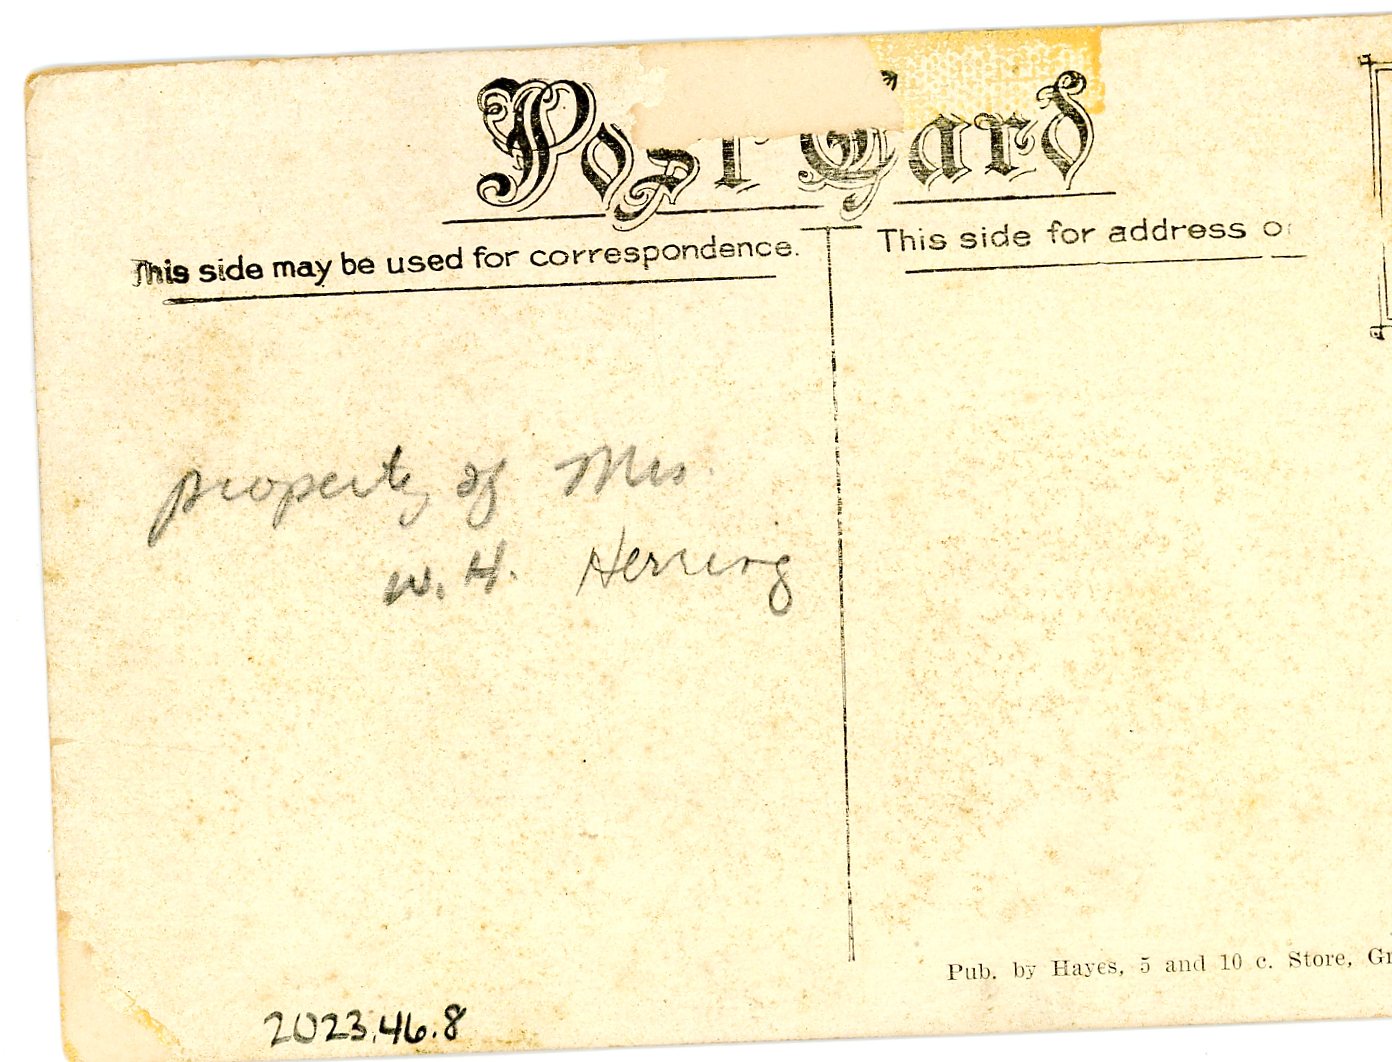 Post Card
This side may be used for correspondence.
This side for address o
property of Mrs.
W. H. Herring
Pub. by Hayes, 5 and 10 c. Store, Gr
2023.46.8